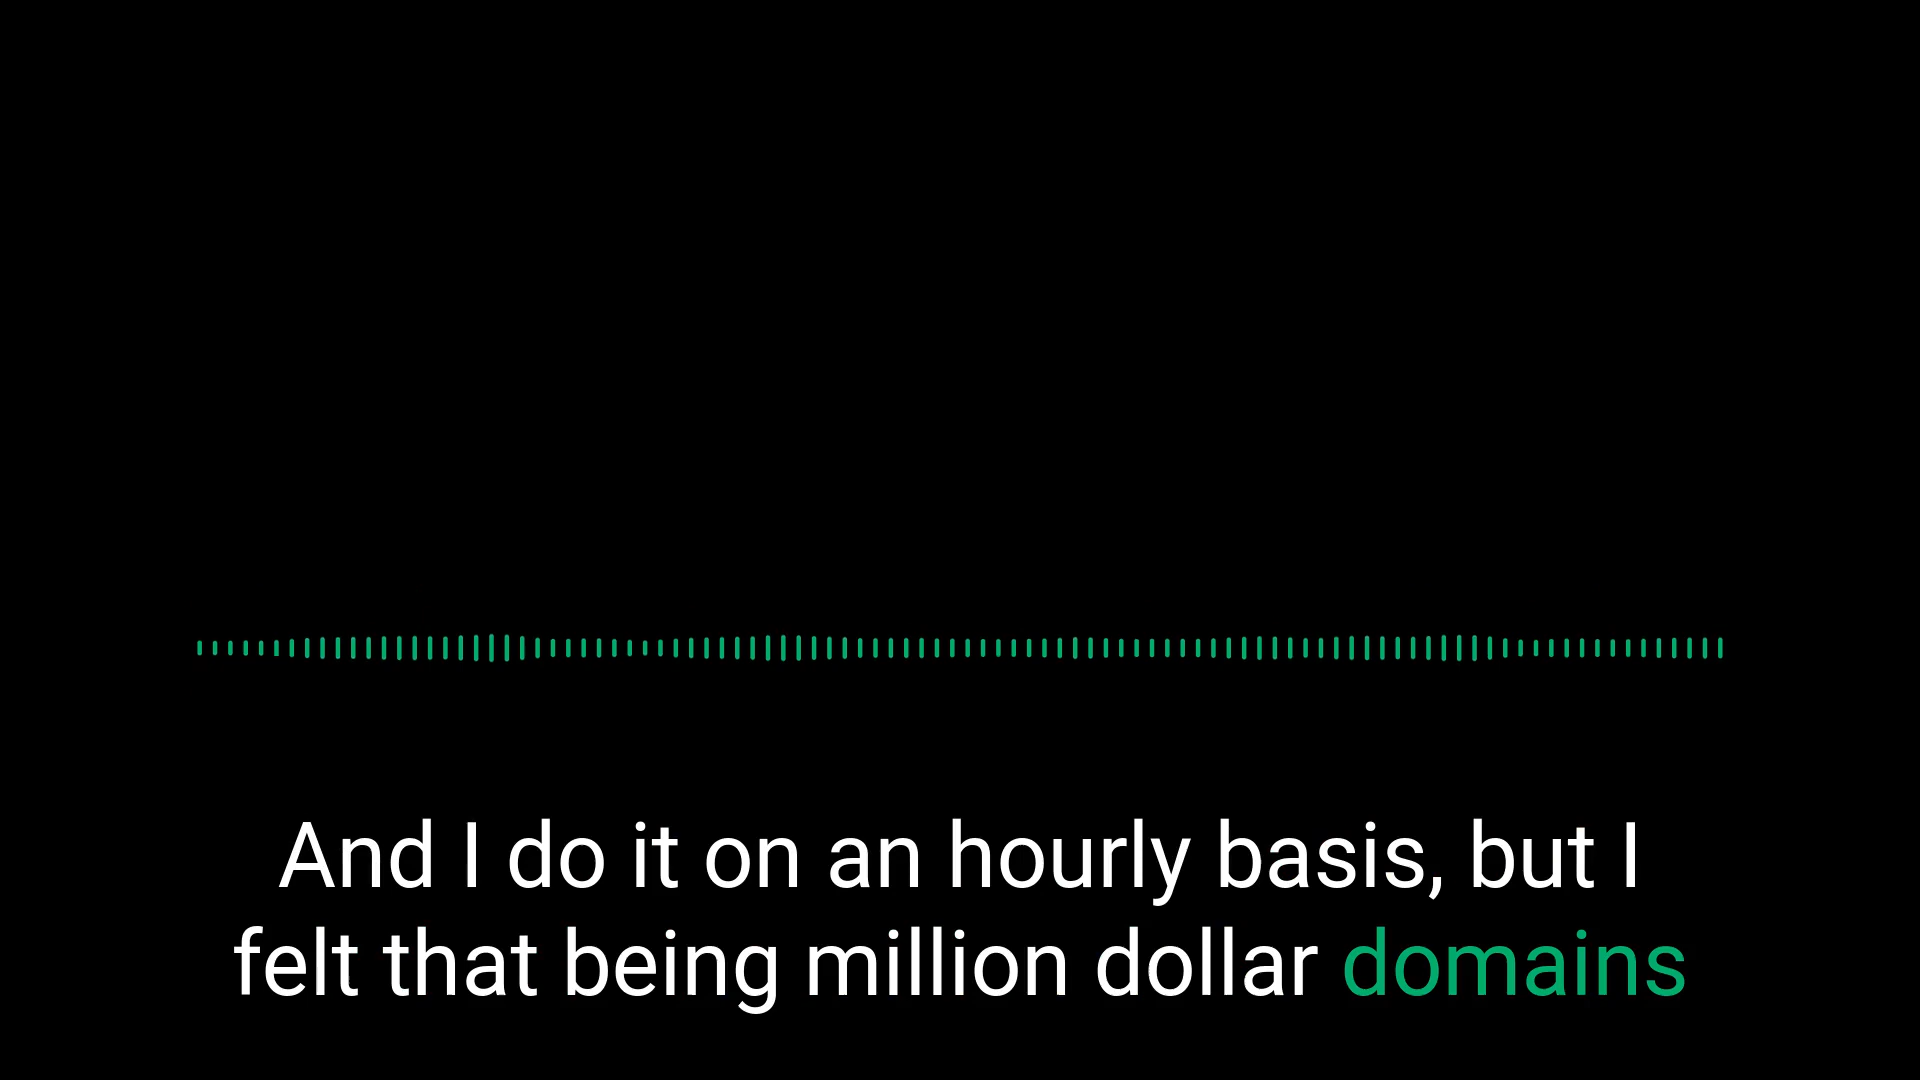 And I do it on an hourly basis, but I
felt that being million dollar domains